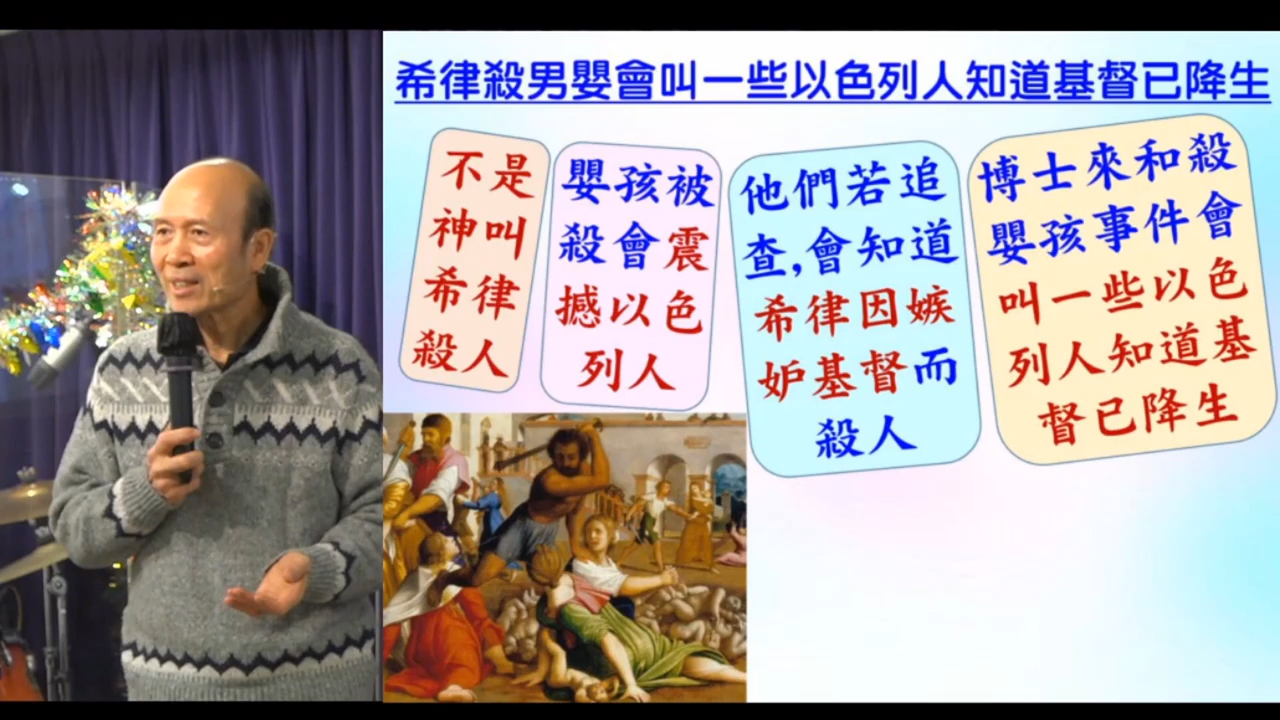 希律殺男嬰會叫一些以色列人知道基督已降生
不是
神叫
希律
殺人
嬰孩被
殺會震
撼以色
列人
他們若追
查,會知道
希律因嫉
妒基督而
殺人
博士來和殺
嬰孩事件會
叫一些以色
列人知道基
督已降生